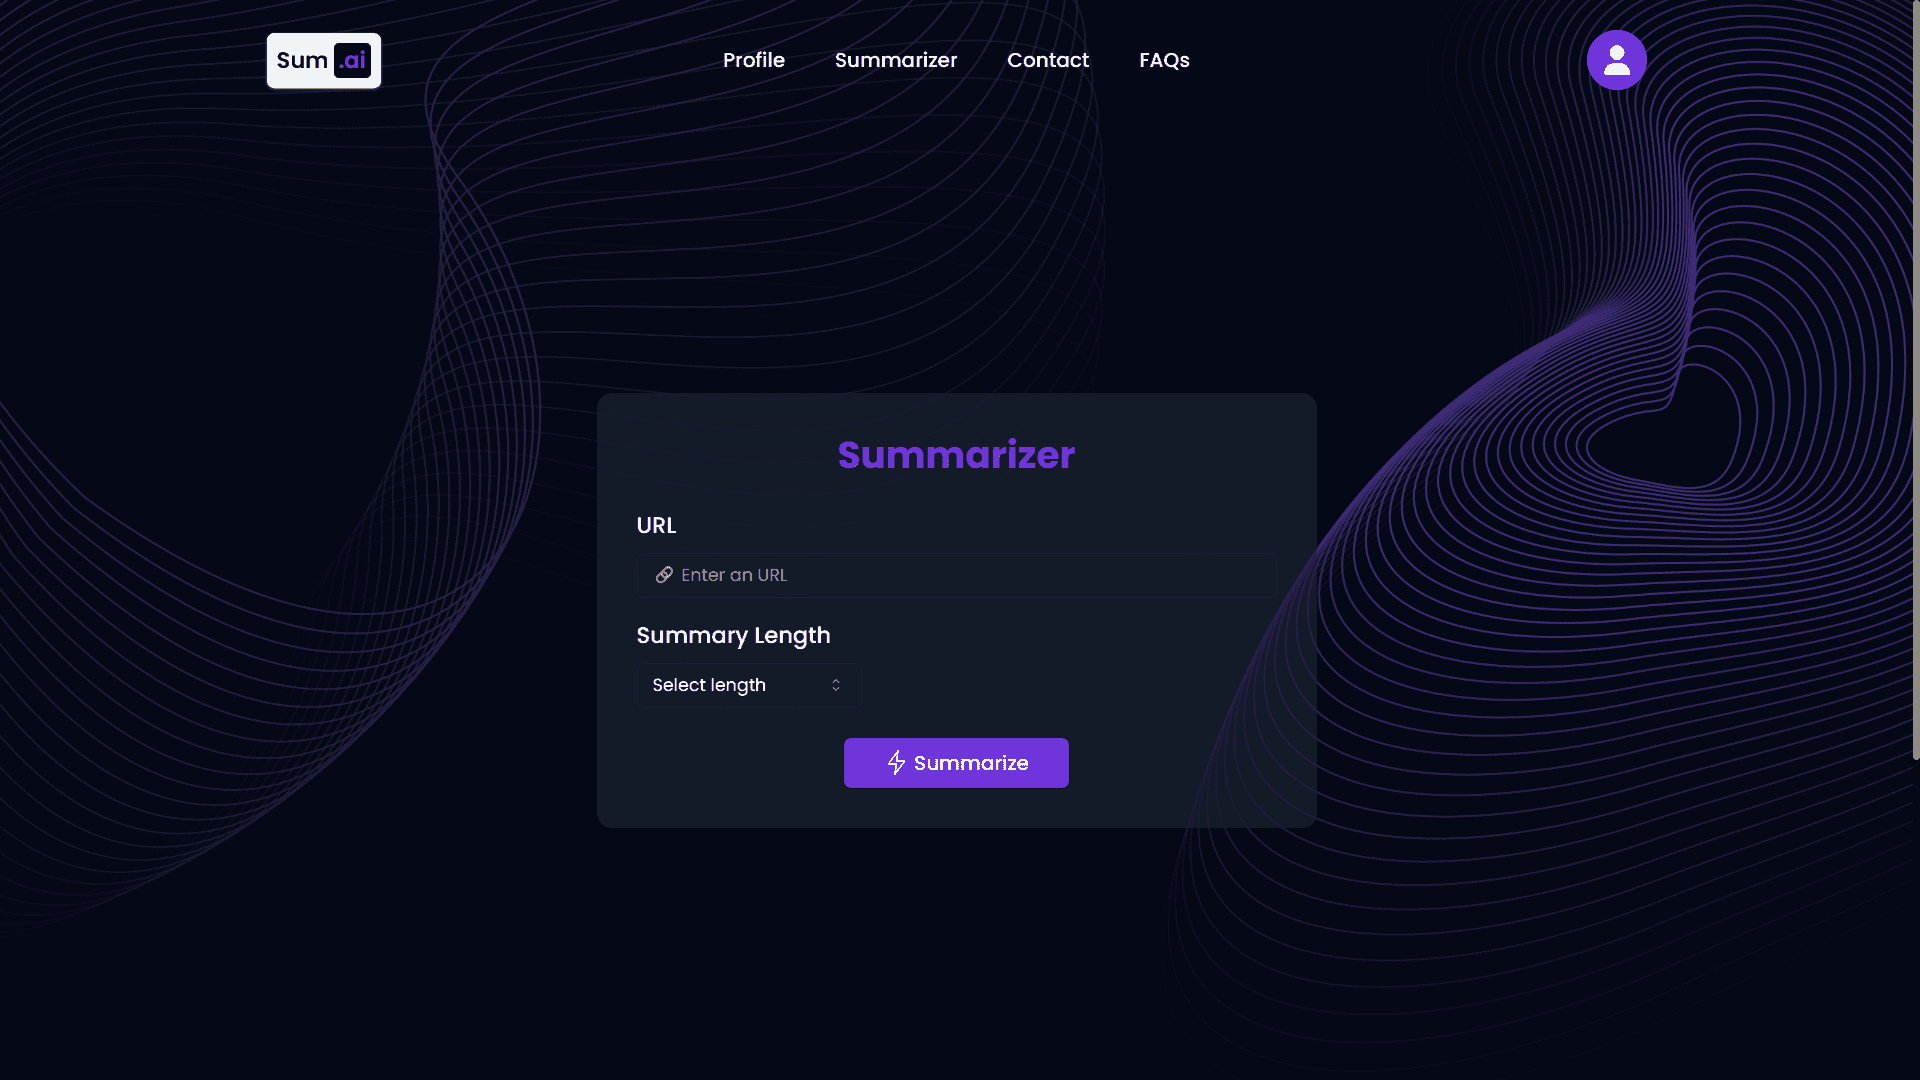 Sum .ai
Profile Summarizer Contact FAQs
Summarizer
URL
Enter an URL
Summary Length
Select length
Summarize